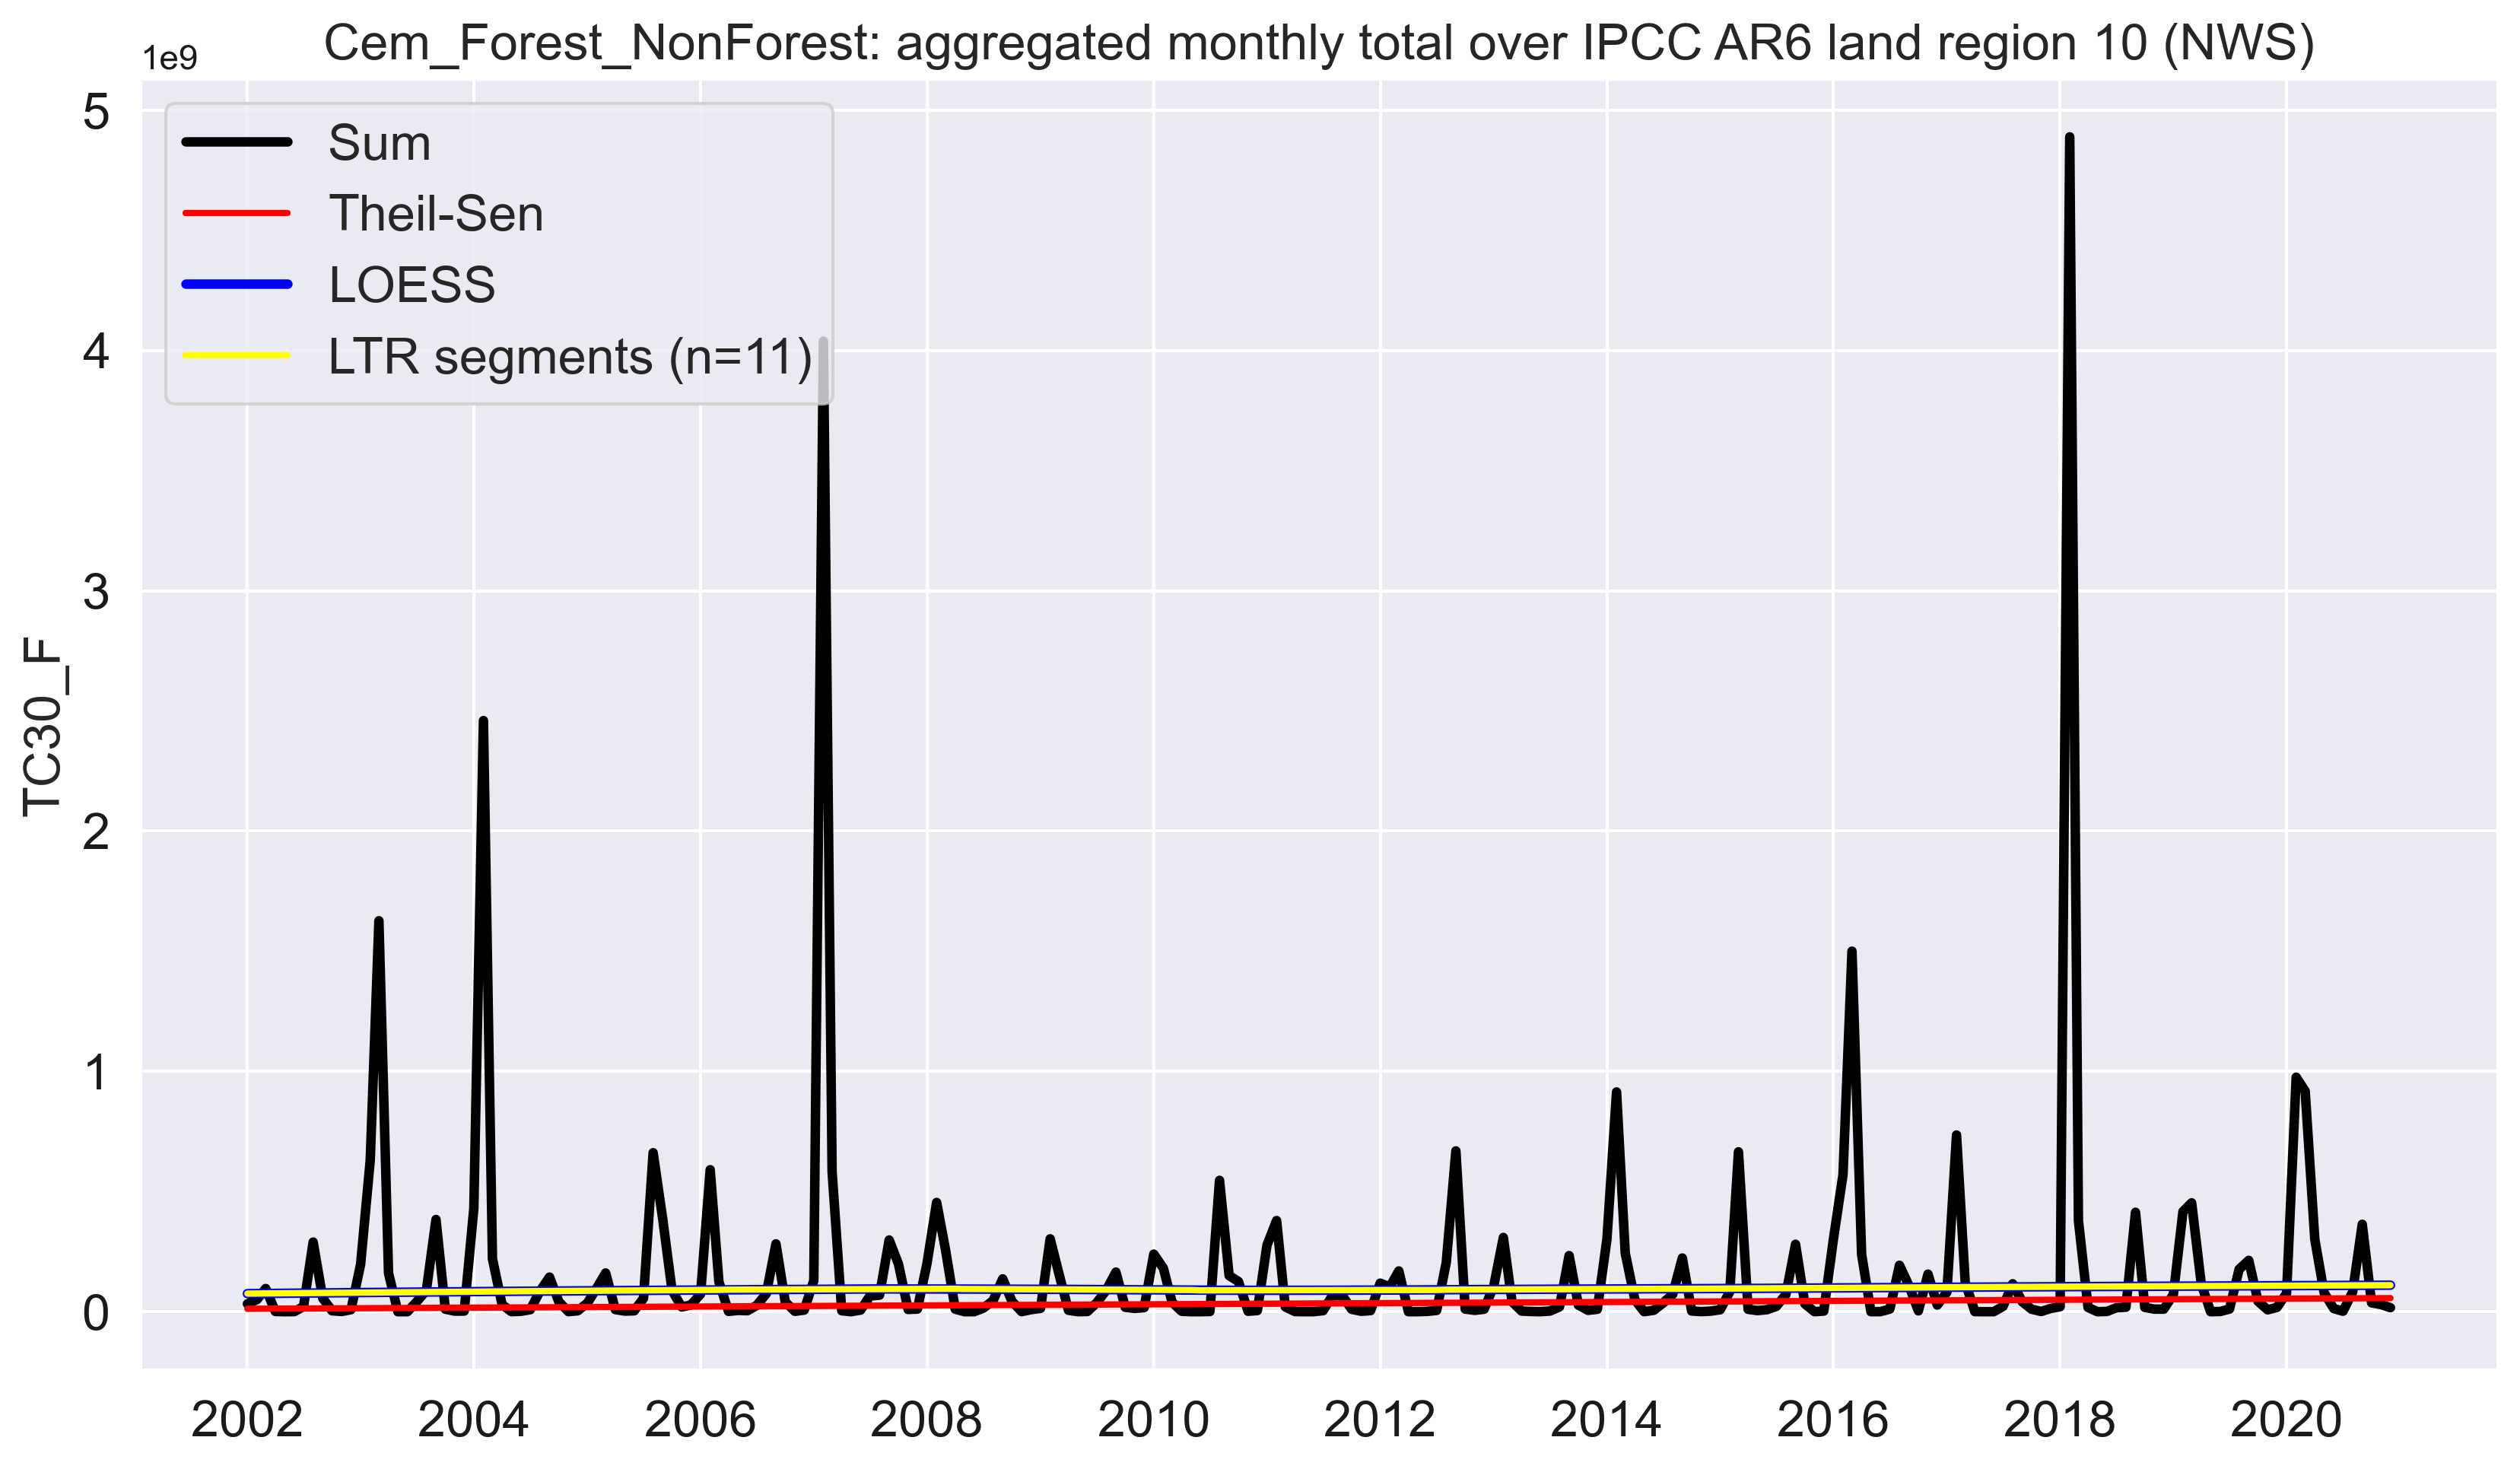 Cem_Forest_NonForest: aggregated monthly total over IPCC AR6 land region 10 (NWS)
1e9
5
4
3
2
1
0
TC30_F
Sum
Theil-Sen
LOESS
LTR segments (n=11)
2002 2004 2006 2008 2010 2012 2014 2016 2018 2020